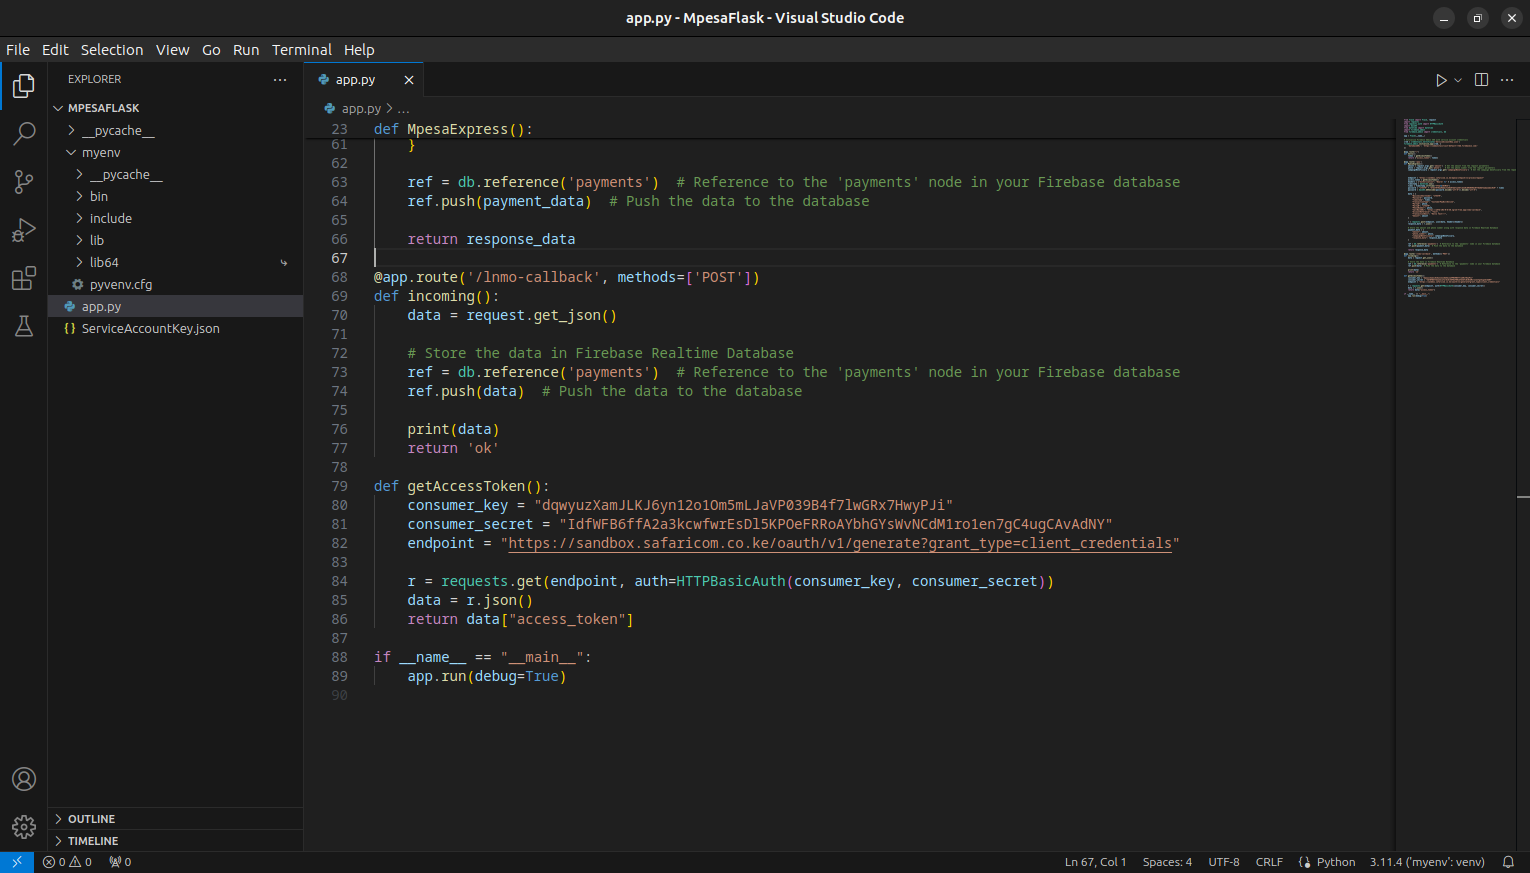 app.py - MpesaFlask - Visual Studio Code
File Edit Selection View Go Run Terminal Help
EXPLORER
app.py
MPESAFLASK
app.py > ...
__pycache__
myenv
__pycache__
bin
include
lib
lib64
pyvenv.cfg
app.py
ServiceAccountKey.json
OUTLINE
TIMELINE
23 def MpesaExpress():
61 }
62
63 ref = db.reference('payments') # Reference to the 'payments' node in your Firebase database
64 ref.push(payment_data) # Push the data to the database
65
66 return response_data
67
68 @app.route('/lnmo-callback', methods=['POST'])
69 def incoming():
70 data = request.get_json()
71
72 # Store the data in Firebase Realtime Database
73 ref = db.reference('payments') # Reference to the 'payments' node in your Firebase database
74 ref.push(data) # Push the data to the database
75
76 print(data)
77 return 'ok'
78
79 def getAccessToken():
80 consumer_key = "dqwyuzXamJLKJ6yn12o1Om5mLJaVP039B4f7lwGRx7HwyPJi"
81 consumer_secret = "IdfWFB6ffA2a3kcwfwrEsDl5KPOeFRRoAYbhGYsWvNCdM1ro1en7gC4ugCAvAdNY"
82 endpoint = "https://sandbox.safaricom.co.ke/oauth/v1/generate?grant_type=client_credentials"
83
84 r = requests.get(endpoint, auth=HTTPBasicAuth(consumer_key, consumer_secret))
85 data = r.json()
86 return data["access_token"]
87
88 if __name__ == "__main__":
89 app.run(debug=True)
90
0 0 0
Ln 67, Col 1 Spaces: 4 UTF-8 CRLF Python 3.11.4 ('myenv': venv)